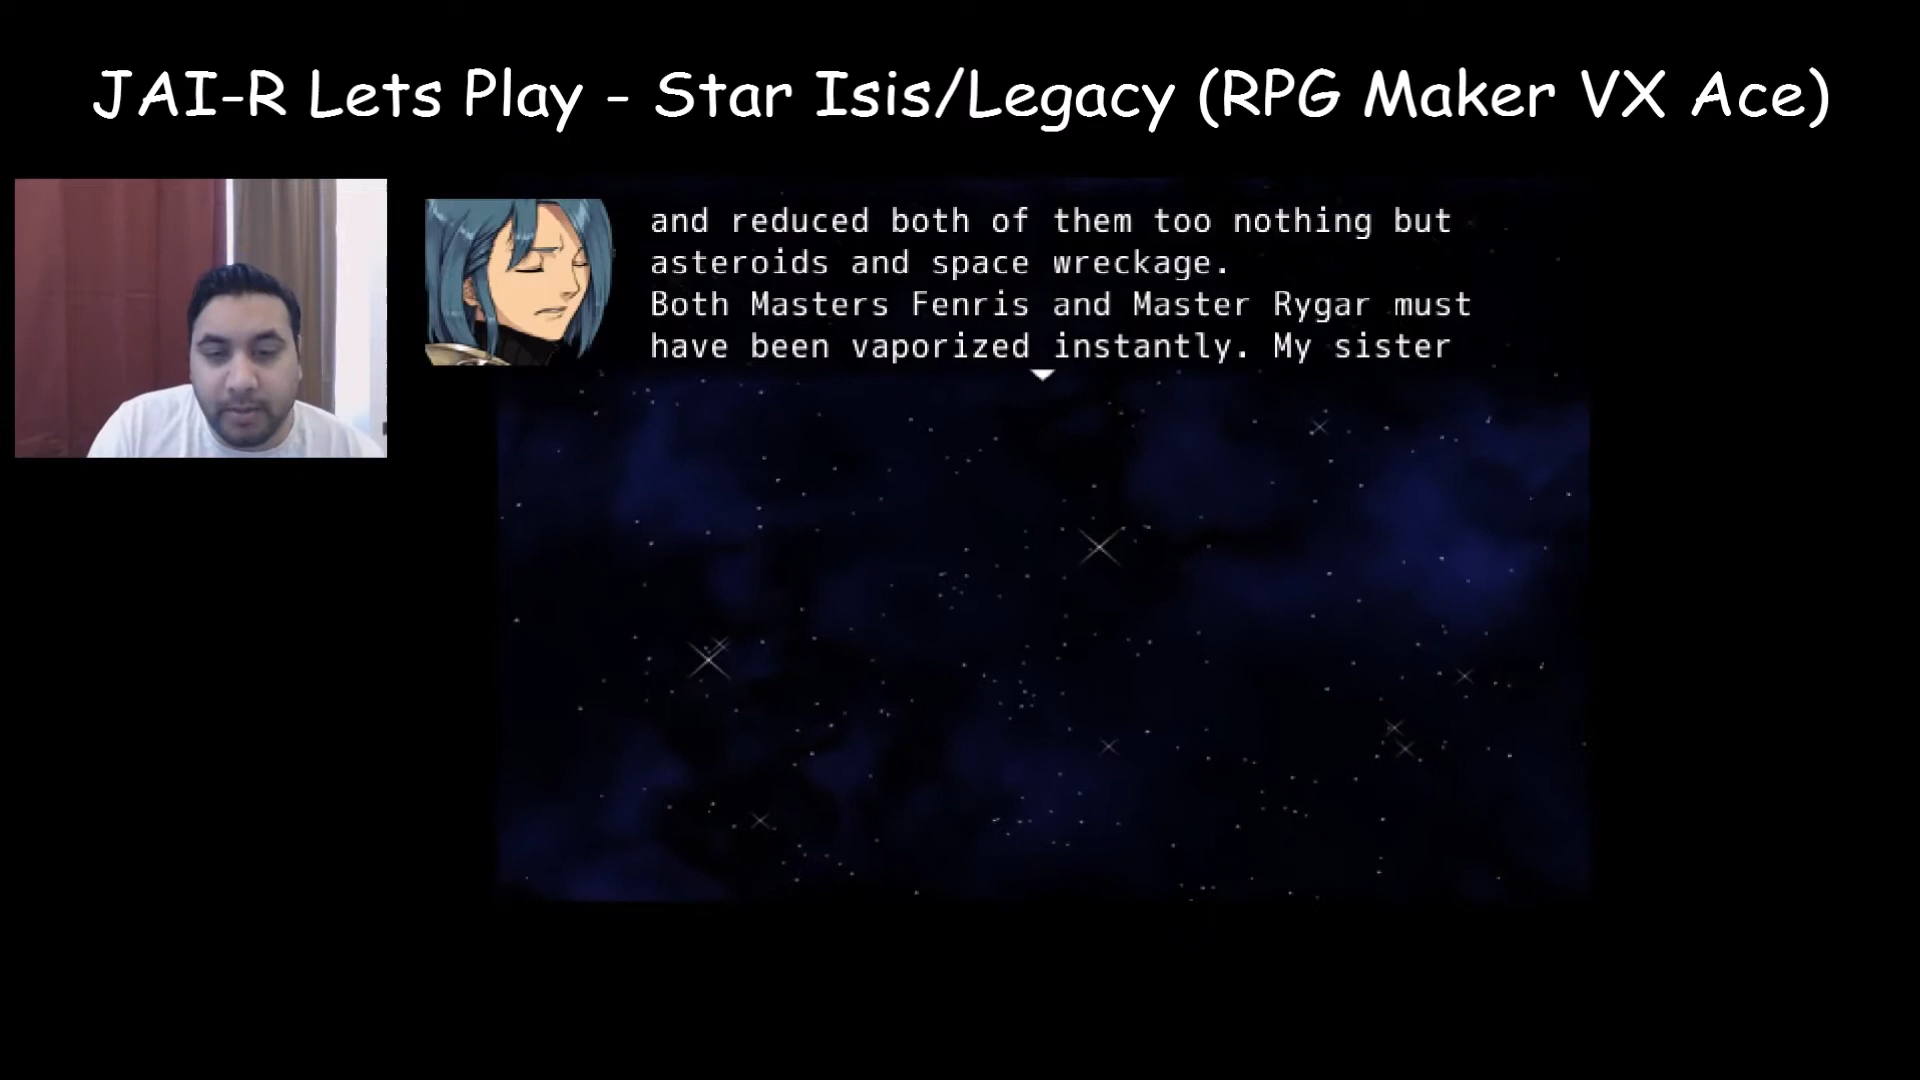 JAI-R Lets Play - Star Isis/Legacy (RPG Maker VX Ace)
and reduced both of them too nothing but
asteroids and space wreckage.
Both Masters Fenris and Master Rygar must
have been vaporized instantly. My sister